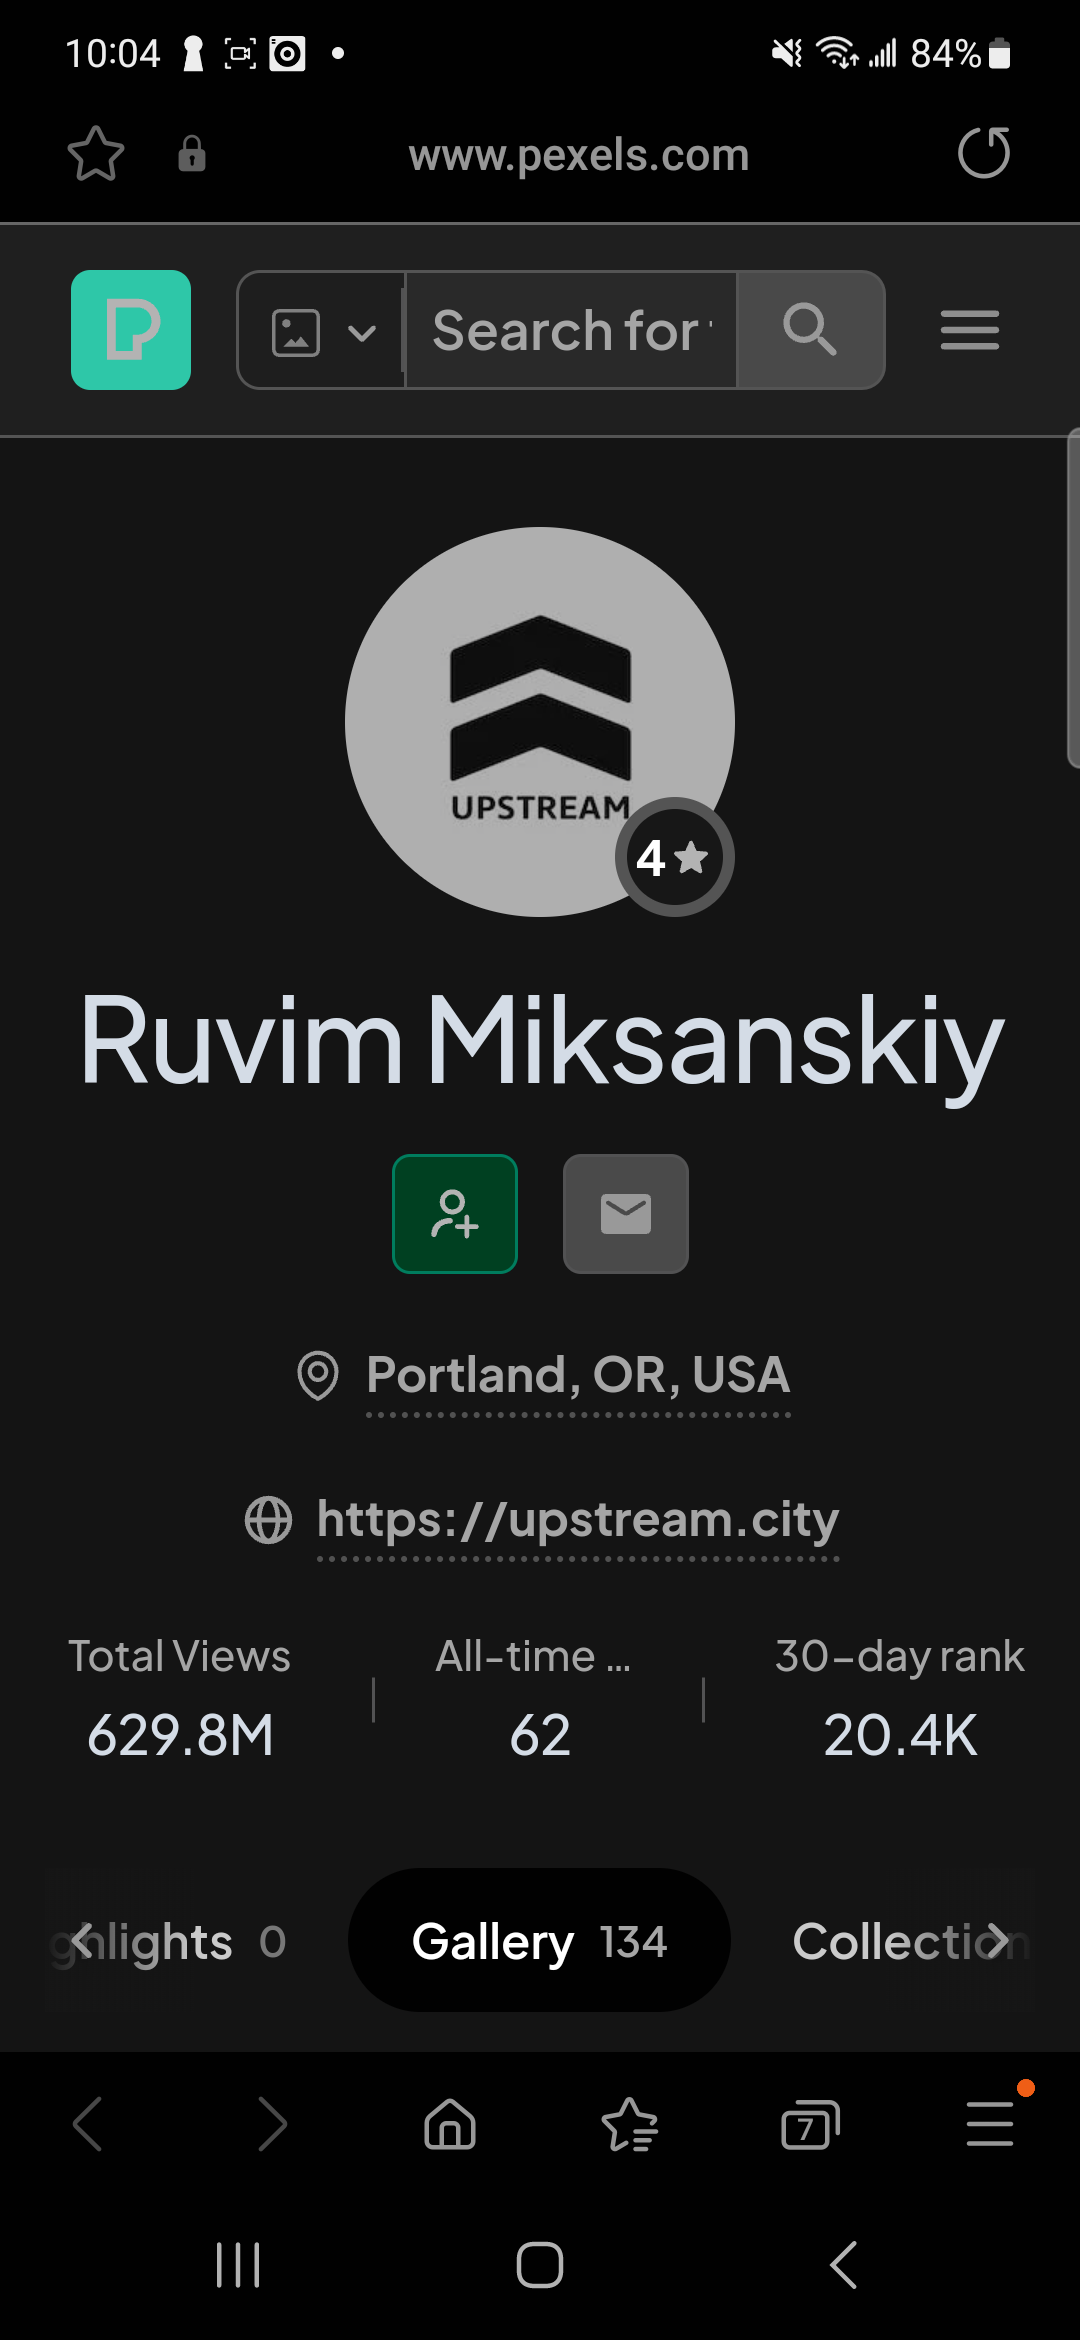 10:04
84%
www.pexels.com
Search for
UPSTREAM
4
Ruvim Miksanskiy
Portland, OR, USA
https://upstream.city
Total Views
All-time ...
30-day rank
629.8M
62
20.4K
ghlights 0
Gallery 134
Collection
7